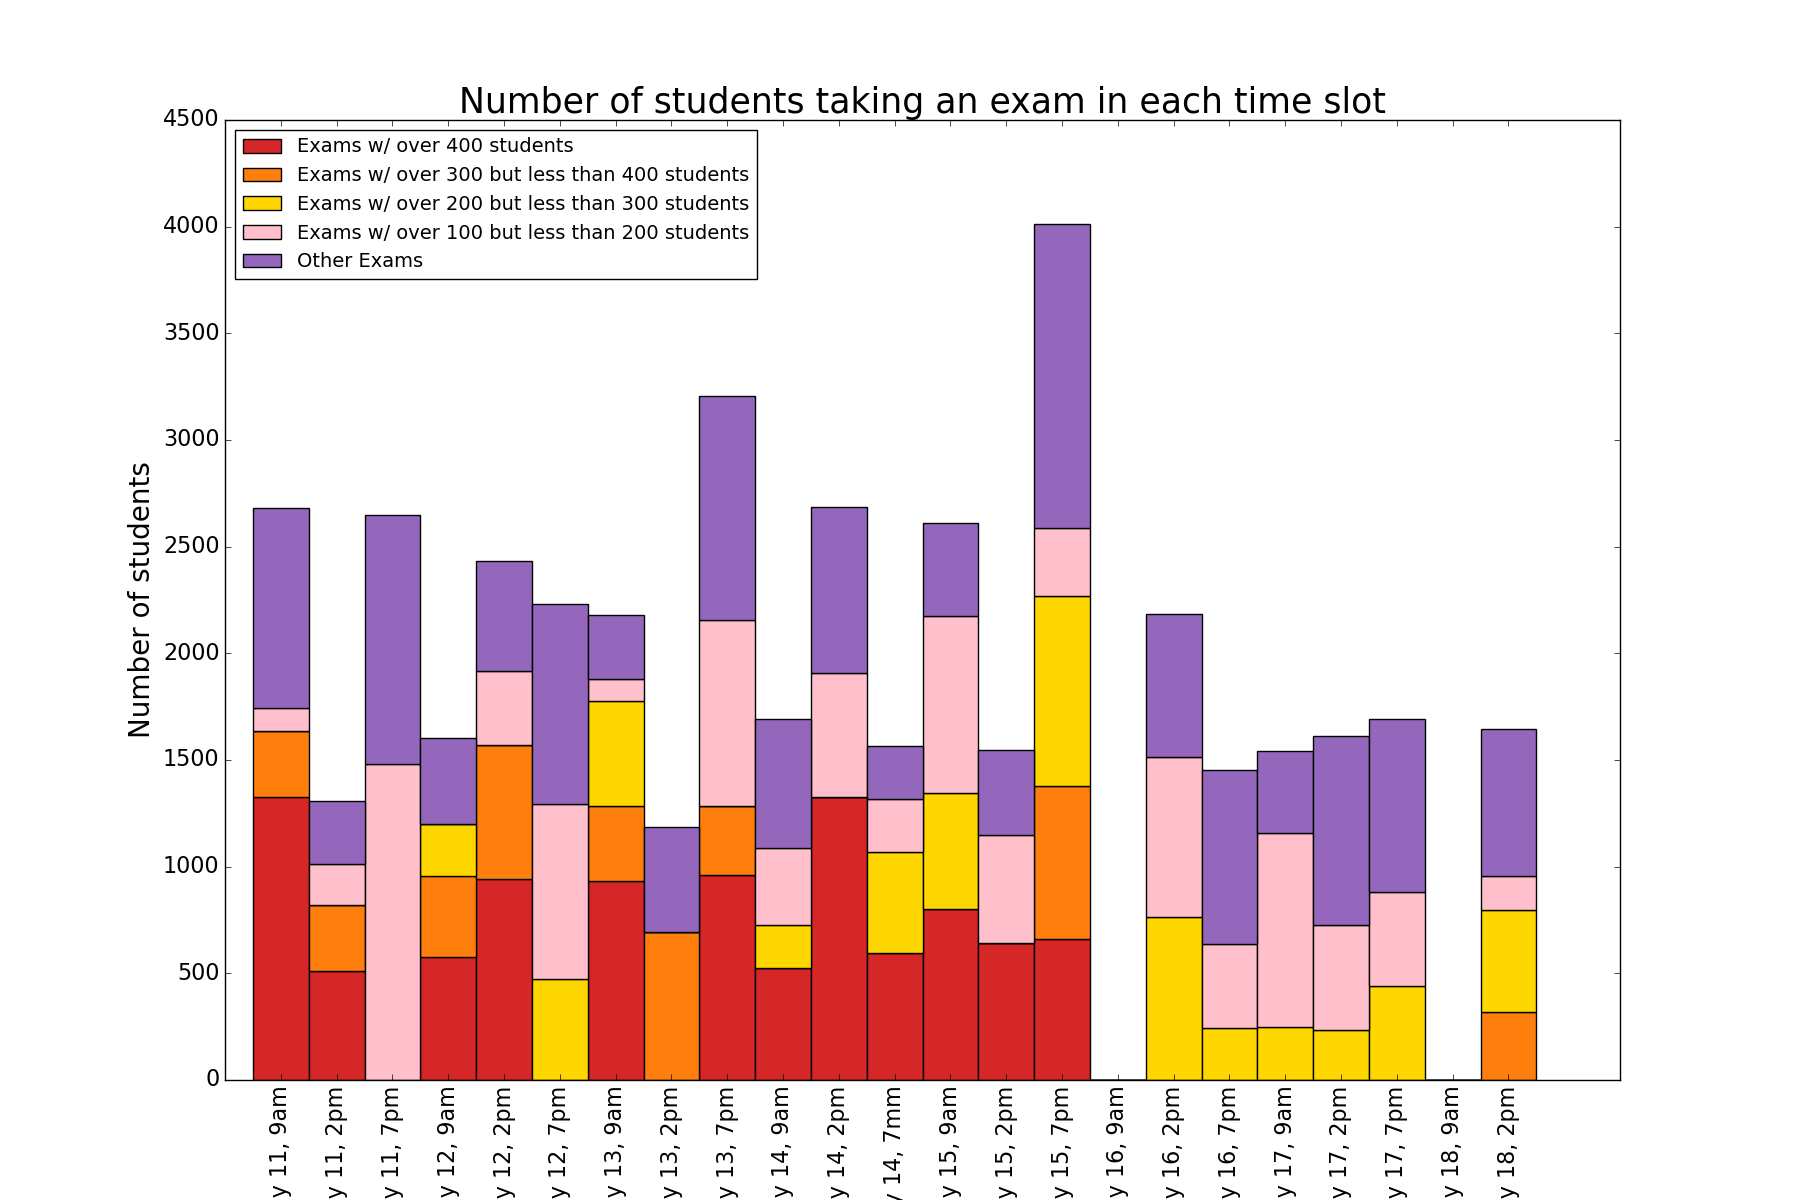 Number of students taking an exam in each time slot
4500
4000
3500
3000
2500
2000
1500
1000
500
0
Number of students
Exams w/ over 400 students
Exams w/ over 300 but less than 400 students
Exams w/ over 200 but less than 300 students
Exams w/ over 100 but less than 200 students
Other Exams
y 11, 9am
y 11, 2pm
y 11, 7pm
y 12, 9am
y 12, 2pm
y 12, 7pm
y 13, 9am
y 13, 2pm
y 13, 7pm
y 14, 9am
y 14, 2pm
y 14, 7mm
y 15, 9am
y 15, 2pm
y 15, 7pm
y 16, 9am
y 16, 2pm
y 16, 7pm
y 17, 9am
y 17, 2pm
y 17, 7pm
y 18, 9am
y 18, 2pm